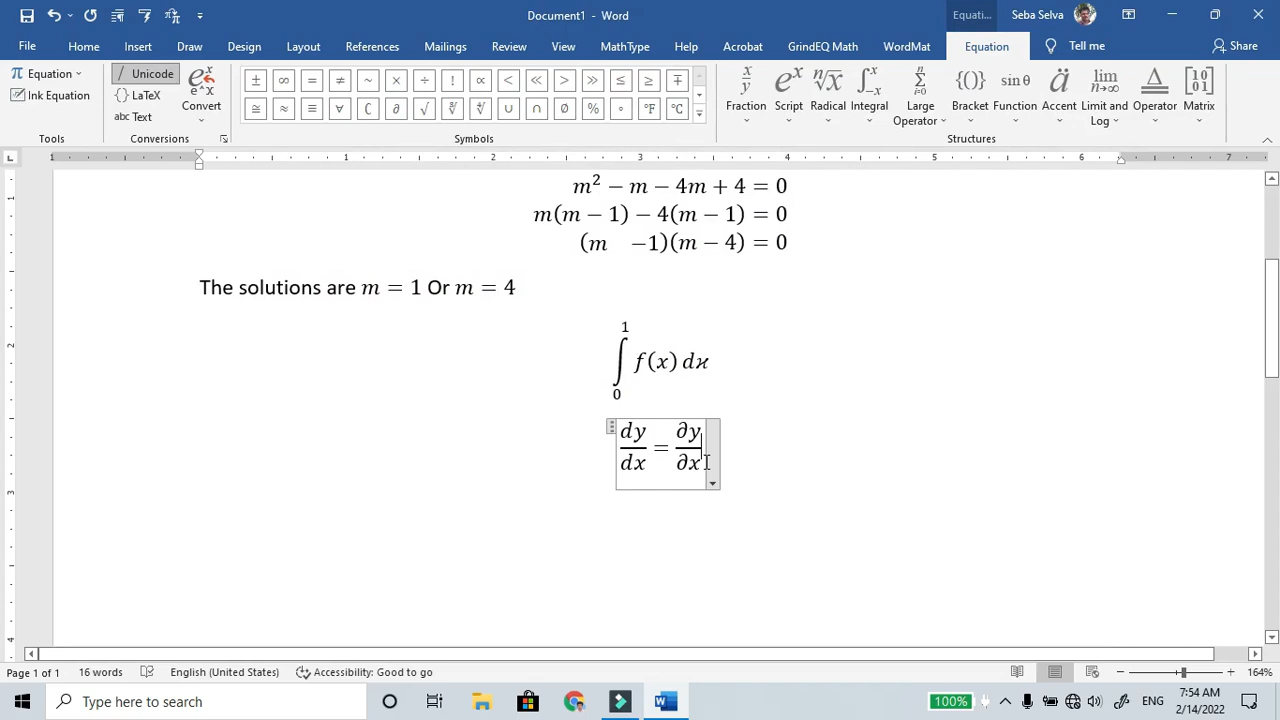 Document1 - Word
Equati...
Seba Selva
File Home Insert Draw Design Layout References Mailings Review View MathType Help Acrobat GrindEQ Math WordMat Equation Tell me Share
π Equation
Ink Equation
Unicode
LaTeX
Text
Convert
± ∞ = ≠ ~ × ÷ ! ∝ < ≪ > ≫ ≤ ≥ ∓
≅ ≈ ≡ ∀ ∁ ∂ √ ∛ ∜ ∪ ∩ ∅ % ° °F °C
Fraction Script Radical Integral Large Operator Bracket Function Accent Limit and Log Operator Matrix
Tools Conversions Symbols Structures
m² − m − 4m + 4 = 0
m(m − 1) − 4(m − 1) = 0
(m −1)(m − 4) = 0
The solutions are m = 1 Or m = 4
1
∫ f(x) dx
0
dy/dx = ∂y/∂x
Page 1 of 1 16 words English (United States) Accessibility: Good to go 164%
Type here to search
100%
ENG
7:54 AM
2/14/2022